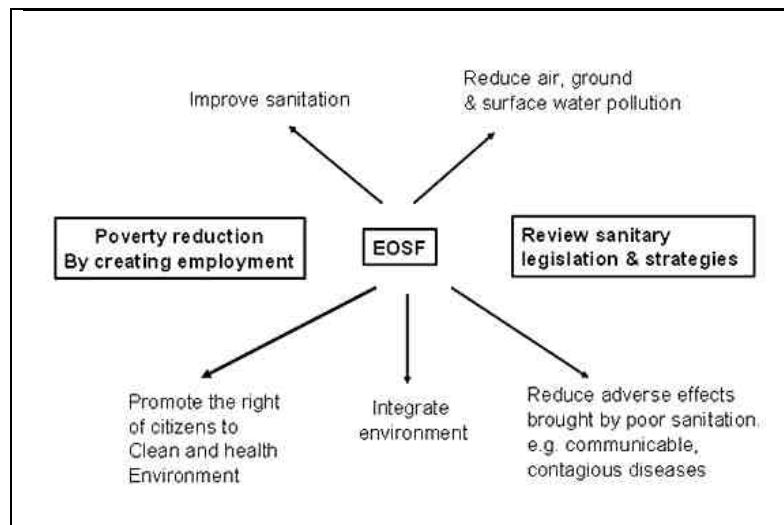 Improve sanitation
Reduce air, ground
& surface water pollution
Poverty reduction
By creating employment
EOSF
Review sanitary
legislation & strategies
Promote the right
of citizens to
Clean and health
Environment
Integrate
environment
Reduce adverse effects
brought by poor sanitation.
e.g. communicable,
contagious diseases